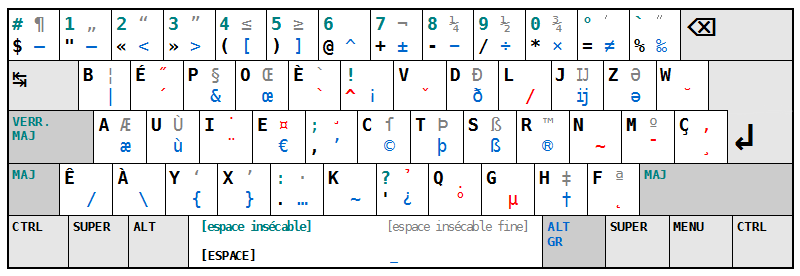 # ¶ 1 „ 2 “ 3 ” 4 ≤ 5 ≥ 6 7 ¬ 8 ¼ 9 ½ 0 ¾ ° ′ ` ″ ⌫
$ – " — « < » > ( [ ) ] @ ^ + ± - − / ÷ * × = ≠ % ‰
B ¦ É ˝ P § O Œ È ` ! V D Ð L J IJ Z Ə W
| ´ & œ ` ^ ¡ ˇ ð / ij ə ˘
VERR. A Æ U Ù I ˙ E ¤ ; C ſ T Þ S ẞ R ™ N M º Ç ,
MAJ æ ù ¨ € , ’ © þ ß ® ~ ¯ ¸ ↲
MAJ Ê À Y ‘ X ’ : · K ? Q G H ‡ F ª MAJ
/ \ { } . … ~ ' ¿ ° µ † ˛
CTRL SUPER ALT [espace insécable] [espace insécable fine] ALT SUPER MENU CTRL
GR
[ESPACE] _